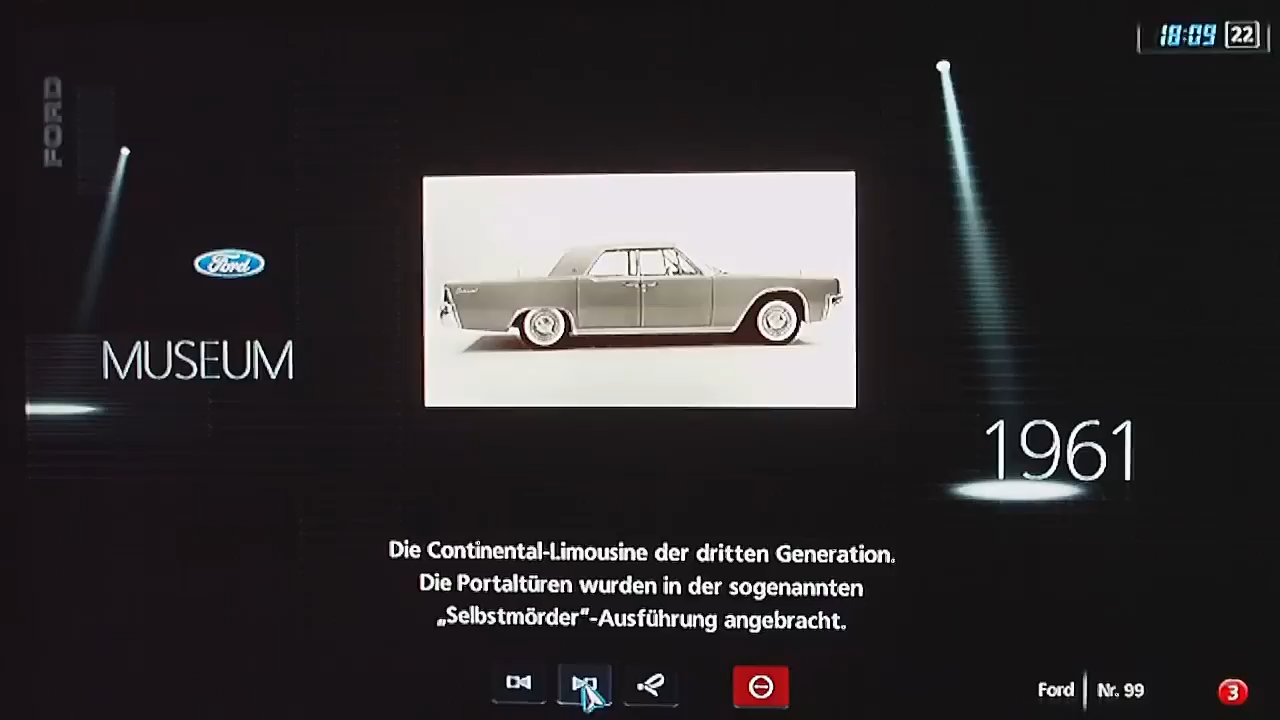 18:09 22
FORD
Ford
MUSEUM
1961
Die Continental-Limousine der dritten Generation.
Die Portaltüren wurden in der sogenannten
„Selbstmörder"-Ausführung angebracht.
Ford Nr. 99
3